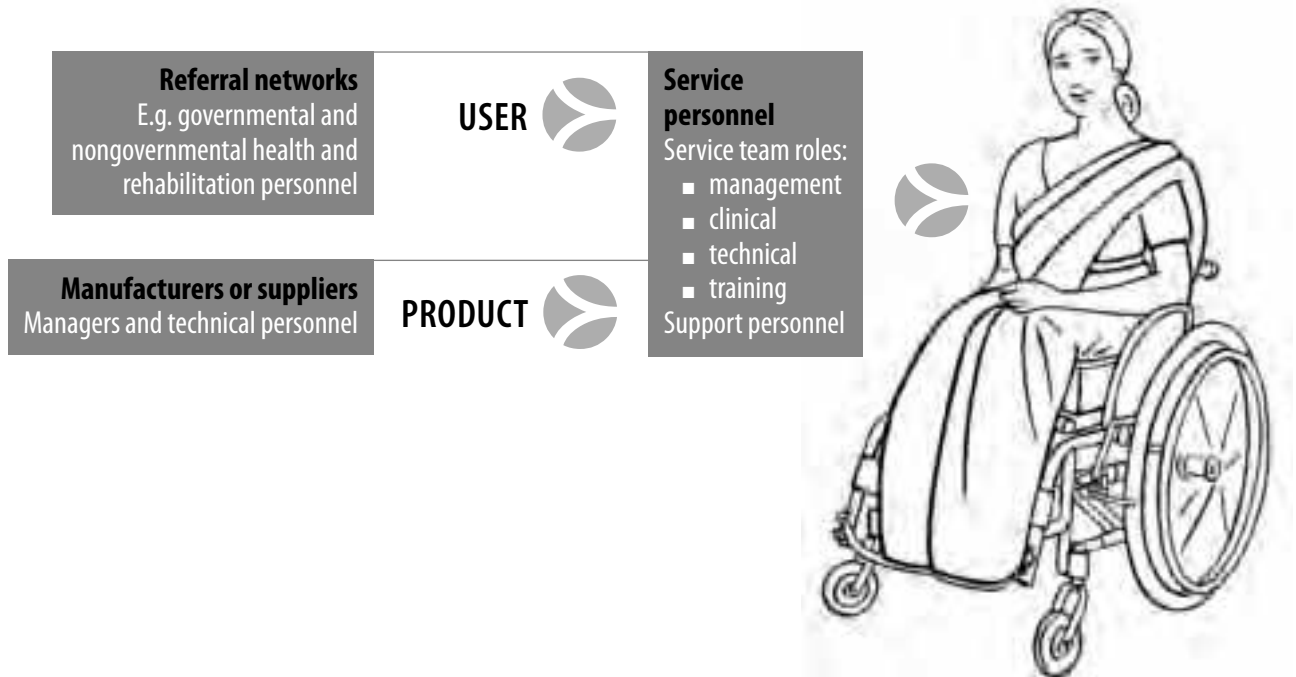 Referral networks
E.g. governmental and
nongovernmental health and
rehabilitation personnel
USER
Manufacturers or suppliers
Managers and technical personnel
PRODUCT
Service
personnel
Service team roles:
■ management
■ clinical
■ technical
■ training
Support personnel